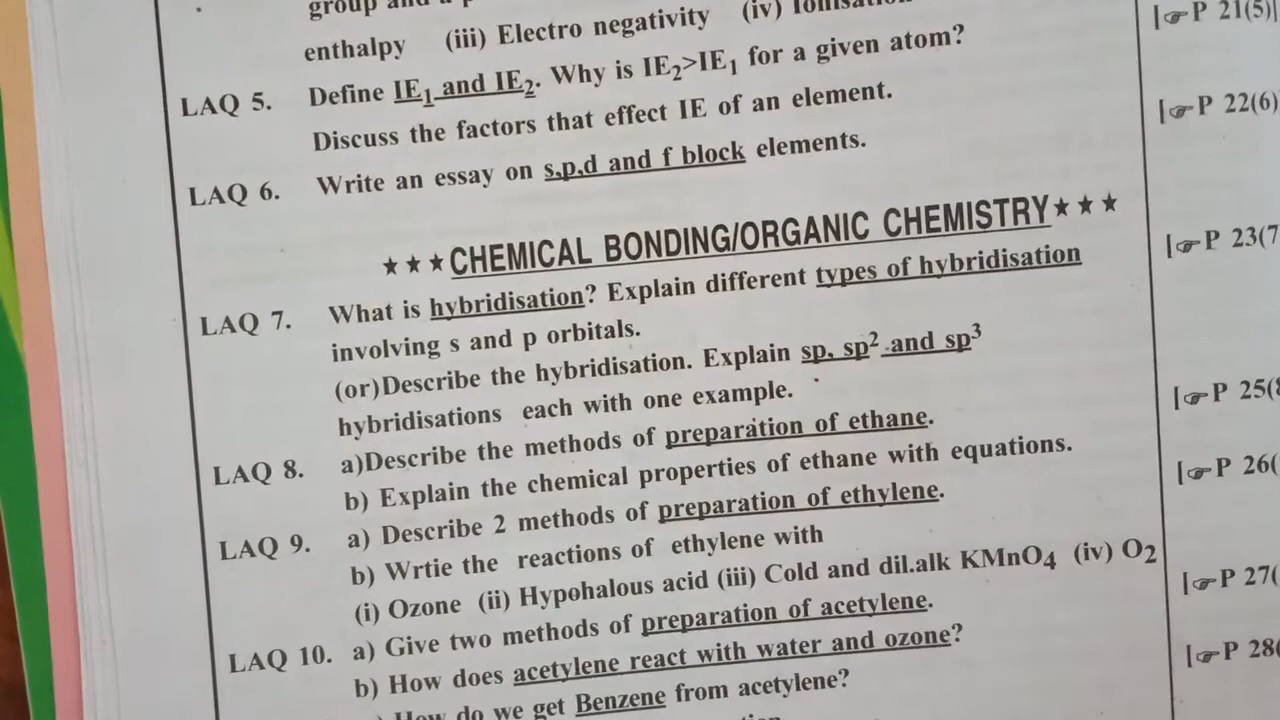 group
enthalpy (iii) Electro negativity (iv)
[☞P 21(5)]
LAQ 5. Define IE₁ and IE₂. Why is IE₂>IE₁ for a given atom?
Discuss the factors that effect IE of an element.
[☞P 22(6)
LAQ 6. Write an essay on s,p,d and f block elements.
★★★CHEMICAL BONDING/ORGANIC CHEMISTRY★★★
LAQ 7. What is hybridisation? Explain different types of hybridisation
[☞P 23(7
involving s and p orbitals.
(or)Describe the hybridisation. Explain sp, sp² and sp³
hybridisations each with one example.
LAQ 8. a)Describe the methods of preparation of ethane.
[☞P 25(8
b) Explain the chemical properties of ethane with equations.
LAQ 9. a) Describe 2 methods of preparation of ethylene.
[☞P 26(
b) Wrtie the reactions of ethylene with
(i) Ozone (ii) Hypohalous acid (iii) Cold and dil.alk KMnO₄ (iv) O₂
LAQ 10. a) Give two methods of preparation of acetylene.
[☞P 27(
b) How does acetylene react with water and ozone?
How do we get Benzene from acetylene?
[☞P 28(